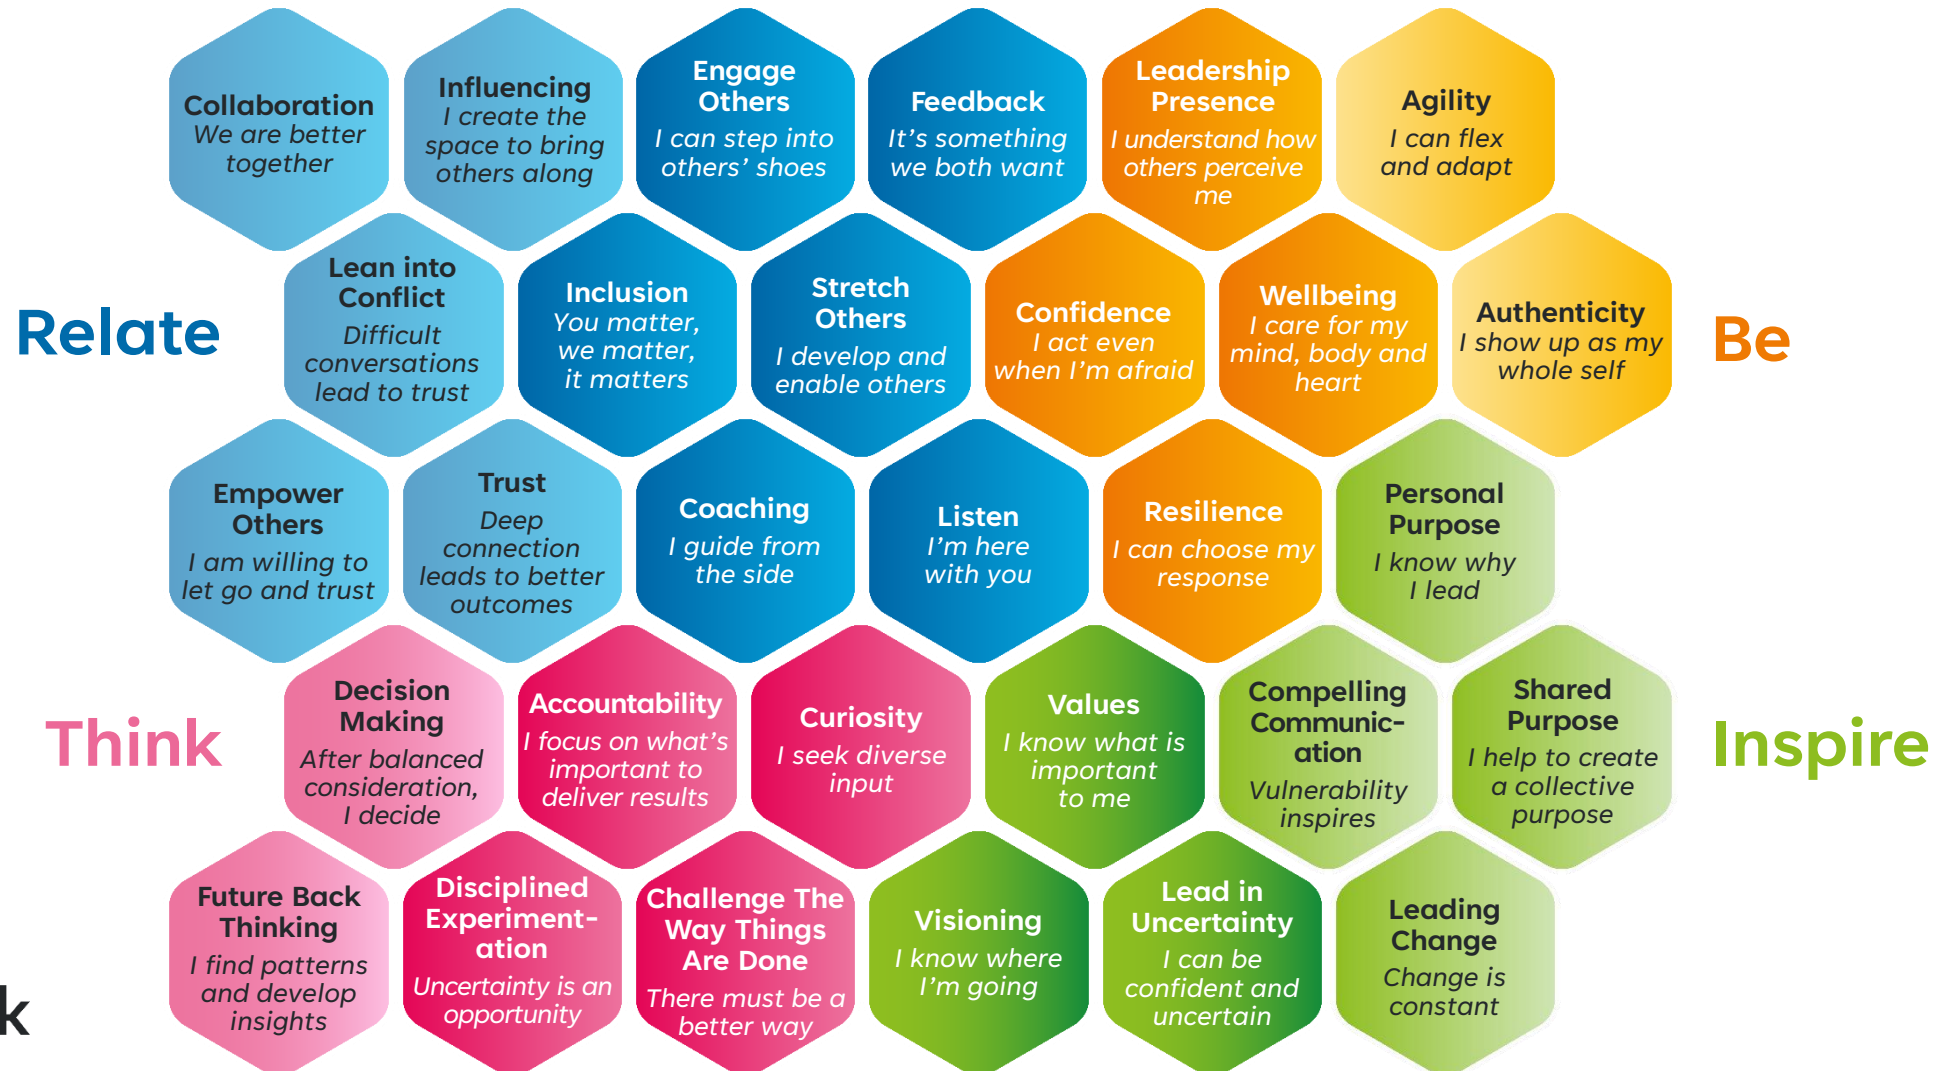 Collaboration
We are better
together
Influencing
I create the
space to bring
others along
Engage
Others
I can step into
others’ shoes
Feedback
It’s something
we both want
Leadership
Presence
I understand how
others perceive
me
Agility
I can flex
and adapt
Relate
Lean into
Conflict
Difficult
conversations
lead to trust
Inclusion
You matter,
we matter,
it matters
Stretch
Others
I develop and
enable others
Confidence
I act even
when I’m afraid
Wellbeing
I care for my
mind, body and
heart
Authenticity
I show up as my
whole self
Be
Empower
Others
I am willing to
let go and trust
Trust
Deep
connection
leads to better
outcomes
Coaching
I guide from
the side
Listen
I’m here
with you
Resilience
I can choose my
response
Personal
Purpose
I know why
I lead
Think
Decision
Making
After balanced
consideration,
I decide
Accountability
I focus on what’s
important to
deliver results
Curiosity
I seek diverse
input
Values
I know what is
important
to me
Compelling
Communic-
ation
Vulnerability
inspires
Shared
Purpose
I help to create
a collective
purpose
Inspire
Future Back
Thinking
I find patterns
and develop
insights
Disciplined
Experiment-
ation
Uncertainty is an
opportunity
Challenge The
Way Things
Are Done
There must be a
better way
Visioning
I know where
I’m going
Lead in
Uncertainty
I can be
confident and
uncertain
Leading
Change
Change is
constant
k